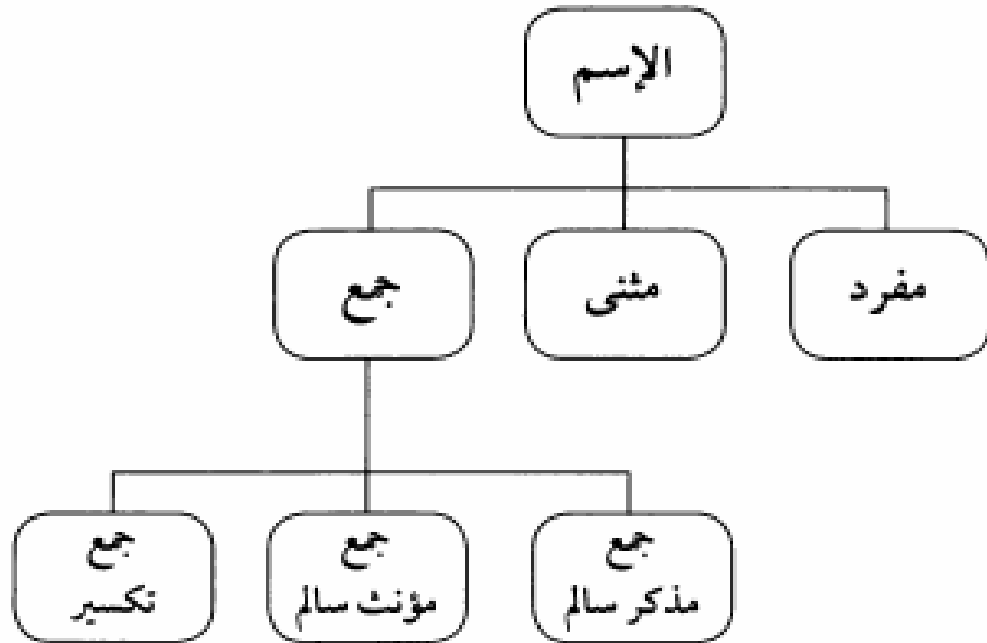 الإسم
مفرد
مثنى
جمع
جمع
مذكر سالم
جمع
مؤنث سالم
جمع
تكسير